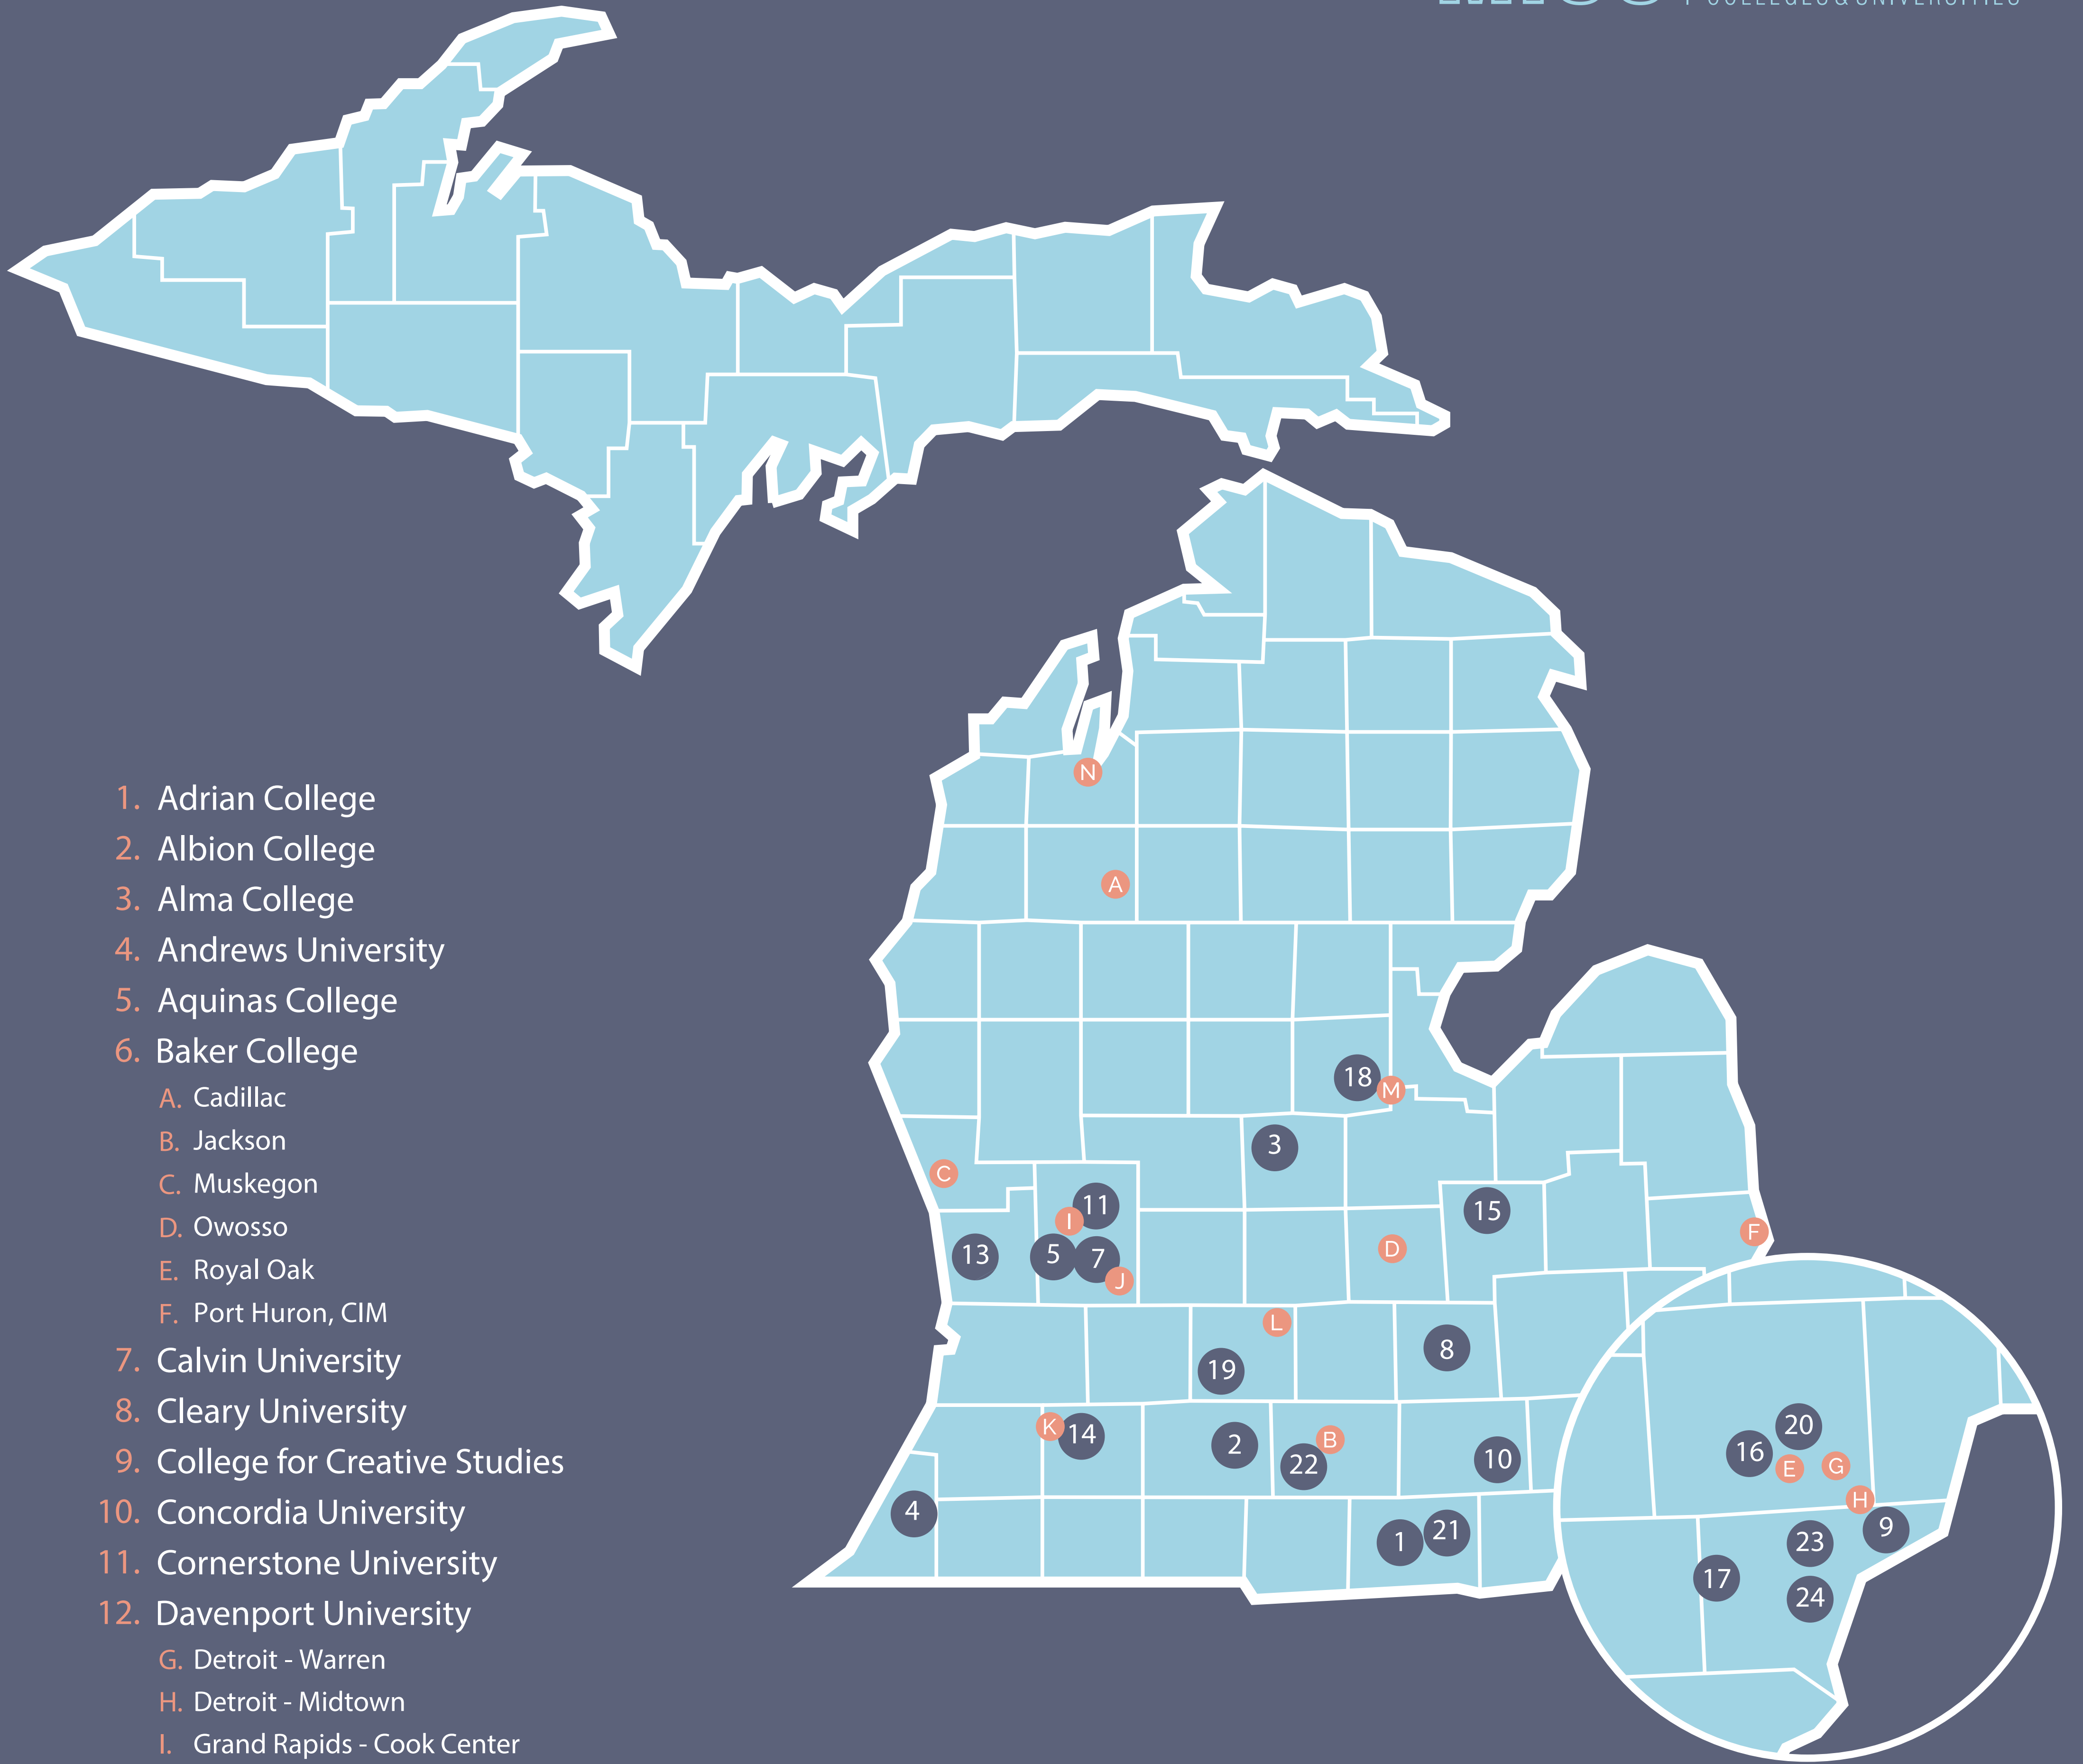 COLLEGES & UNIVERSITIES
1. Adrian College
2. Albion College
3. Alma College
4. Andrews University
5. Aquinas College
6. Baker College
A. Cadillac
B. Jackson
C. Muskegon
D. Owosso
E. Royal Oak
F. Port Huron, CIM
7. Calvin University
8. Cleary University
9. College for Creative Studies
10. Concordia University
11. Cornerstone University
12. Davenport University
G. Detroit - Warren
H. Detroit - Midtown
I. Grand Rapids - Cook Center
N
A
18
M
3
C
11
15
I
F
13
5
7
D
J
L
8
19
K
14
2
B
22
10
20
16
E
G
H
4
1
21
9
23
17
24